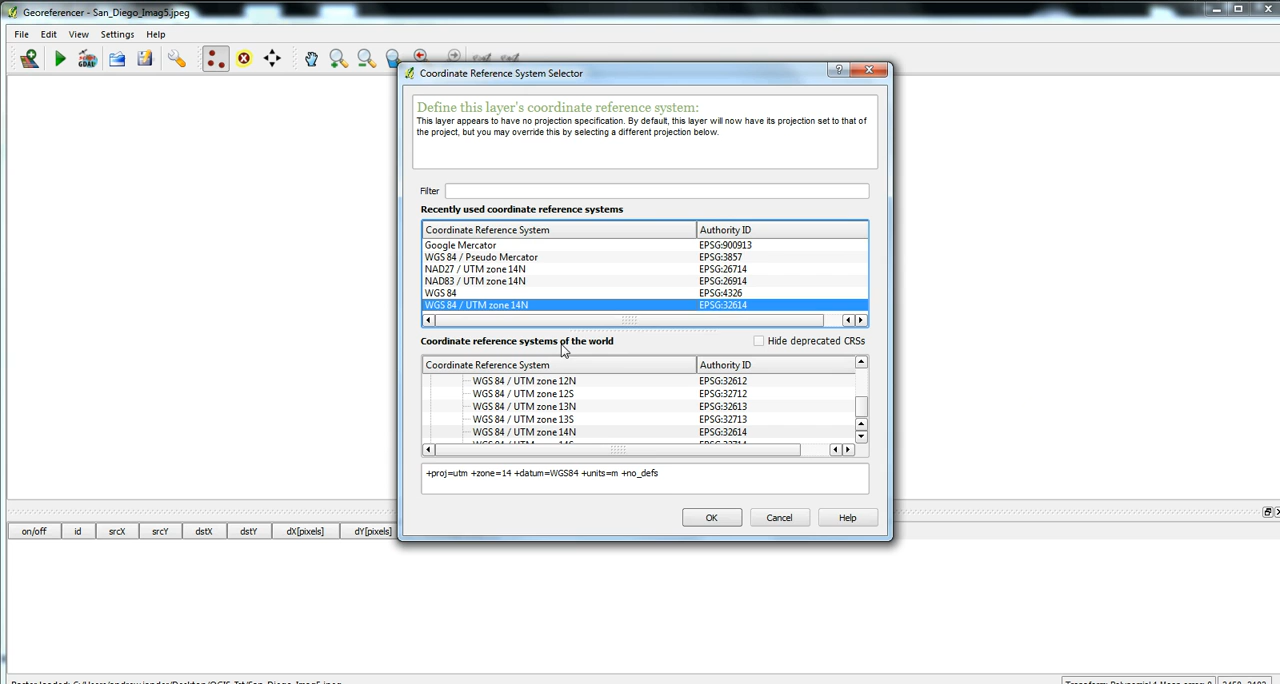 Georeferencer - San_Diego_Imag5.jpeg
File Edit View Settings Help
GDAL
Coordinate Reference System Selector
Define this layer's coordinate reference system:
This layer appears to have no projection specification. By default, this layer will now have its projection set to that of
the project, but you may override this by selecting a different projection below.
Filter
Recently used coordinate reference systems
Coordinate Reference System Authority ID
Google Mercator EPSG:900913
WGS 84 / Pseudo Mercator EPSG:3857
NAD27 / UTM zone 14N EPSG:26714
NAD83 / UTM zone 14N EPSG:26914
WGS 84 EPSG:4326
WGS 84 / UTM zone 14N EPSG:32614
Coordinate reference systems of the world Hide deprecated CRSs
Coordinate Reference System Authority ID
WGS 84 / UTM zone 12N EPSG:32612
WGS 84 / UTM zone 12S EPSG:32712
WGS 84 / UTM zone 13N EPSG:32613
WGS 84 / UTM zone 13S EPSG:32713
WGS 84 / UTM zone 14N EPSG:32614
+proj=utm +zone=14 +datum=WGS84 +units=m +no_defs
OK Cancel Help
on/off id srcX srcY dstX dstY dX[pixels] dY[pixels]